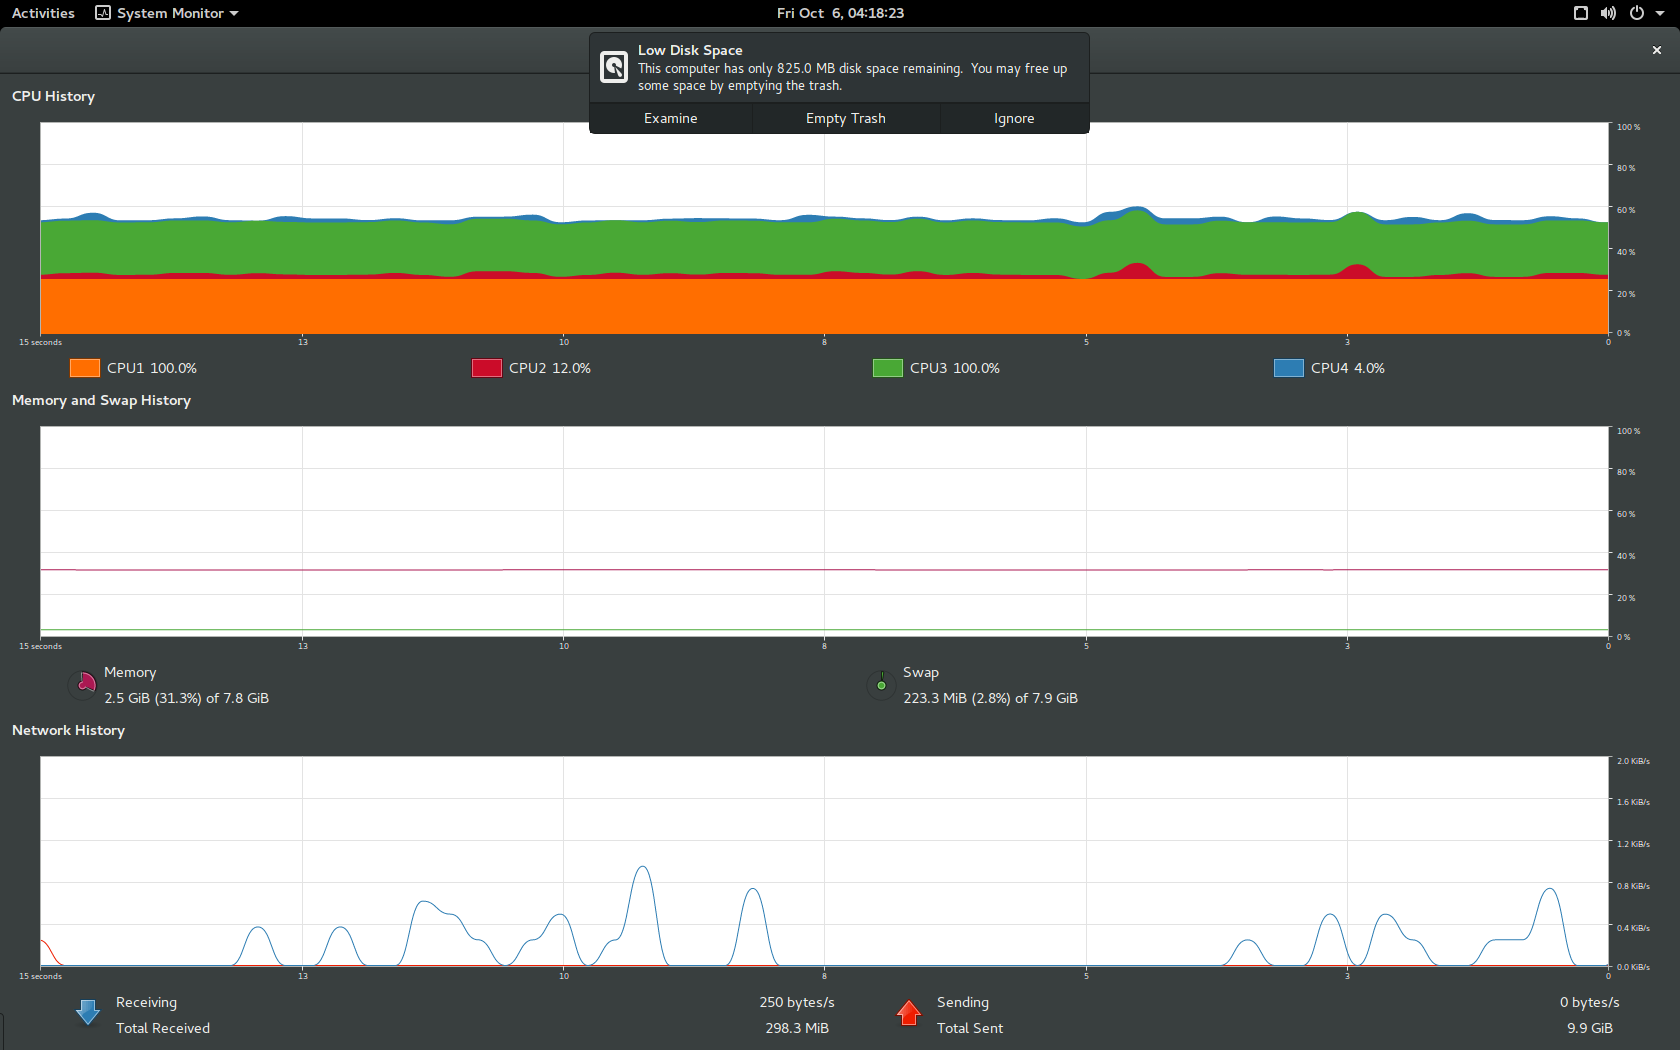 Activities System Monitor Fri Oct 6, 04:18:23
Low Disk Space
This computer has only 825.0 MB disk space remaining. You may free up
some space by emptying the trash.
Examine Empty Trash Ignore
CPU History
100 %
80 %
60 %
40 %
20 %
0 %
15 seconds 13 10 8 5 3 0
CPU1 100.0% CPU2 12.0% CPU3 100.0% CPU4 4.0%
Memory and Swap History
100 %
80 %
60 %
40 %
20 %
0 %
15 seconds 13 10 8 5 3 0
Memory Swap
2.5 GiB (31.3%) of 7.8 GiB 223.3 MiB (2.8%) of 7.9 GiB
Network History
2.0 KiB/s
1.6 KiB/s
1.2 KiB/s
0.8 KiB/s
0.4 KiB/s
0.0 KiB/s
15 seconds 13 10 8 5 3 0
Receiving 250 bytes/s Sending 0 bytes/s
Total Received 298.3 MiB Total Sent 9.9 GiB